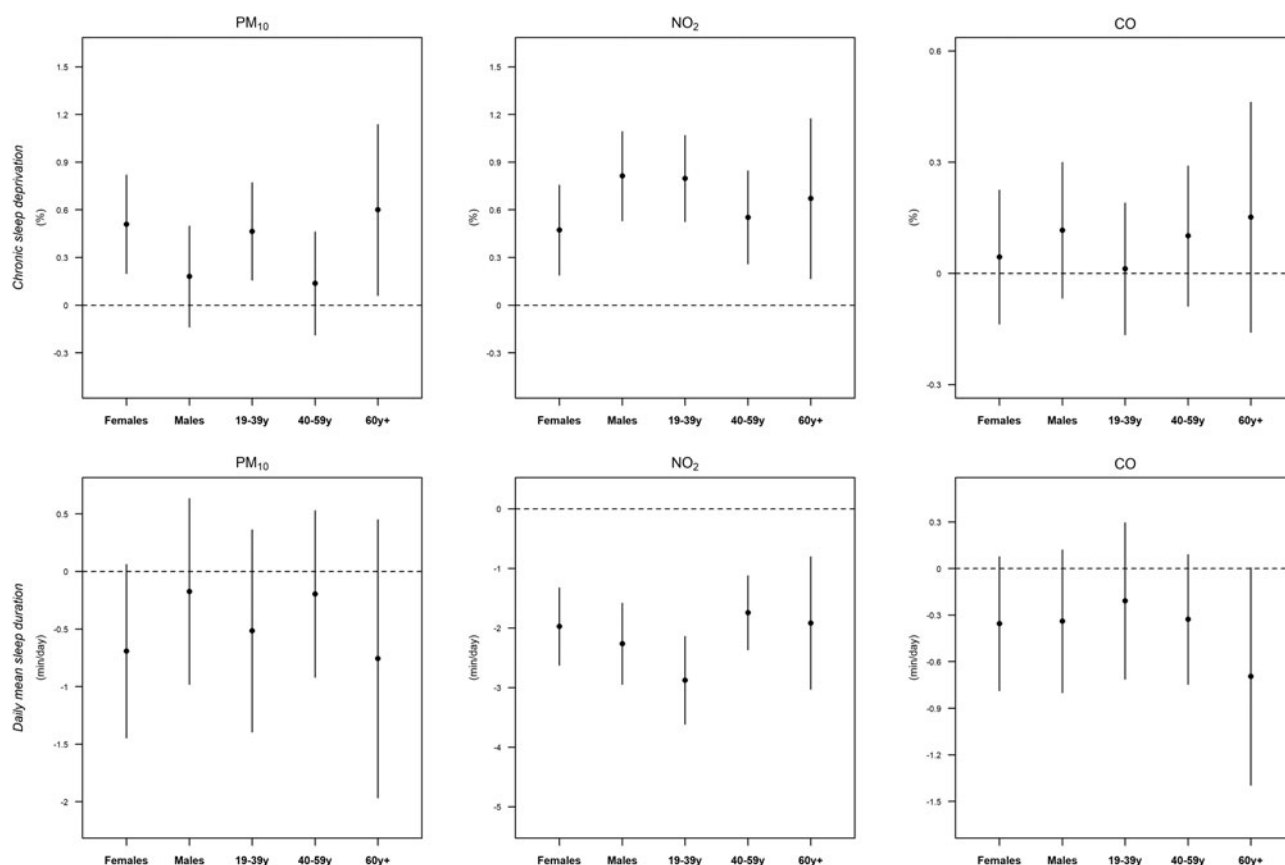 PM₁₀
NO₂
CO
Chronic sleep deprivation
(%)
1.5
1.2
0.9
0.6
0.3
0
-0.3
Females Males 19-39y 40-59y 60y+
(%)
1.5
1.2
0.9
0.6
0.3
0
-0.3
Females Males 19-39y 40-59y 60y+
(%)
0.6
0.3
0
-0.3
Females Males 19-39y 40-59y 60y+
PM₁₀
NO₂
CO
Daily mean sleep duration
(min/day)
0.5
0
-0.5
-1
-1.5
-2
Females Males 19-39y 40-59y 60y+
(min/day)
0
-1
-2
-3
-4
-5
Females Males 19-39y 40-59y 60y+
(min/day)
0.3
0
-0.3
-0.6
-0.9
-1.2
-1.5
Females Males 19-39y 40-59y 60y+